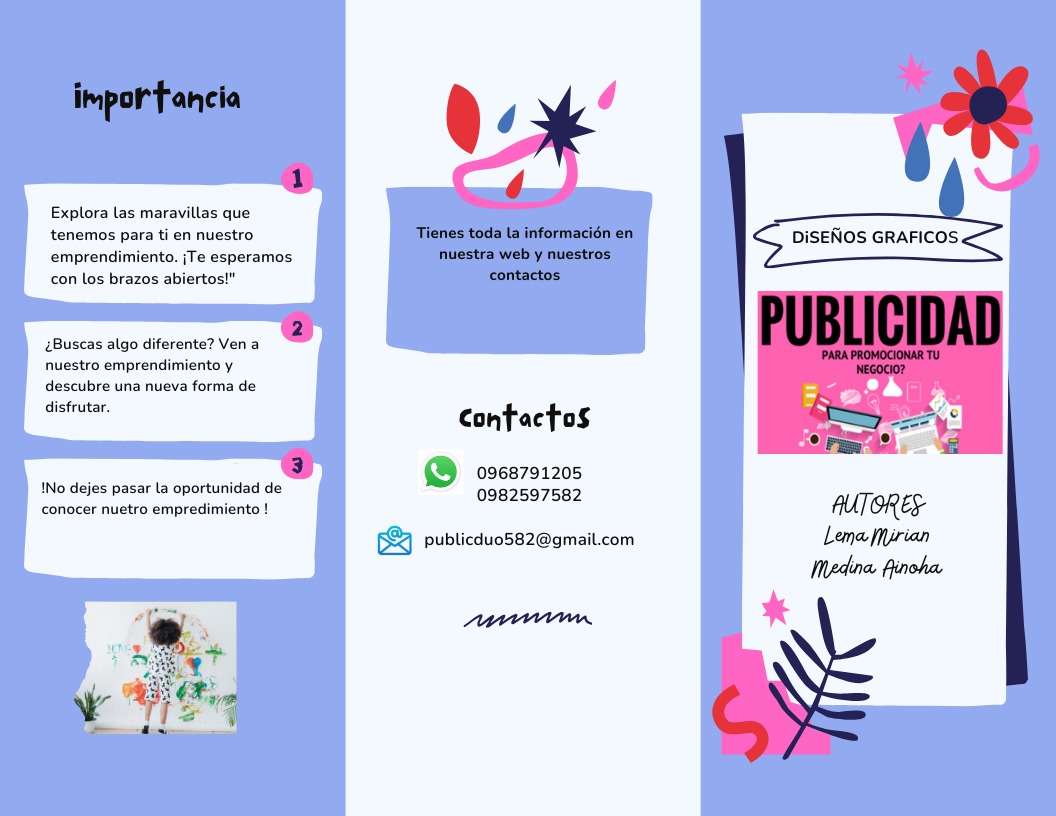 importancia
1
Explora las maravillas que
tenemos para ti en nuestro
emprendimiento. ¡Te esperamos
con los brazos abiertos!"
2
¿Buscas algo diferente? Ven a
nuestro emprendimiento y
descubre una nueva forma de
disfrutar.
3
!No dejes pasar la oportunidad de
conocer nuetro empredimiento !
Tienes toda la información en
nuestra web y nuestros
contactos
contactos
0968791205
0982597582
publicduo582@gmail.com
DiSEÑOS GRAFICOS
PUBLICIDAD
PARA PROMOCIONAR TU
NEGOCIO?
AUTORES
Lema Mirian
Medina Ainoha